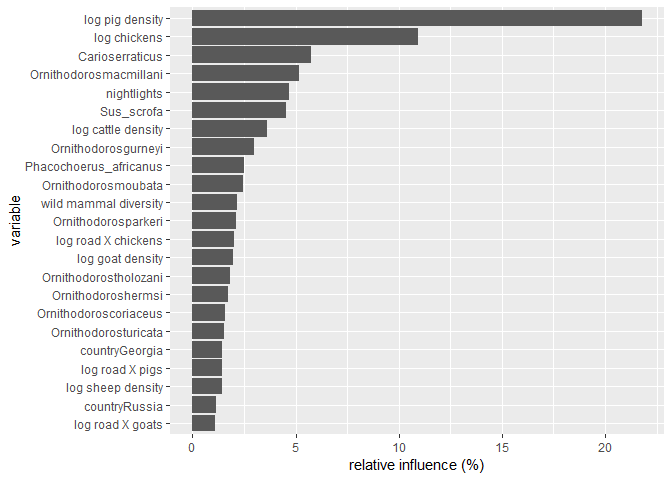 log pig density
log chickens
Carioserraticus
Ornithodorosmacmillani
nightlights
Sus_scrofa
log cattle density
Ornithodorosgurneyi
Phacochoerus_africanus
Ornithodorosmoubata
wild mammal diversity
Ornithodorosparkeri
log road X chickens
log goat density
Ornithodorostholozani
Ornithodoroshermsi
Ornithodoroscoriaceus
Ornithodorosturicata
countryGeorgia
log road X pigs
log sheep density
countryRussia
log road X goats
variable
0 5 10 15 20
relative influence (%)